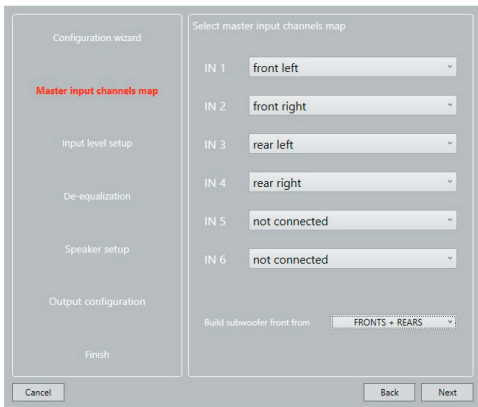 Configuration wizard
Master input channels map
Input level setup
De-equalization
Speaker setup
Output configuration
Finish
Select master input channels map
IN 1 front left
IN 2 front right
IN 3 rear left
IN 4 rear right
IN 5 not connected
IN 6 not connected
Build subwoofer front from FRONTS + REARS
Cancel Back Next